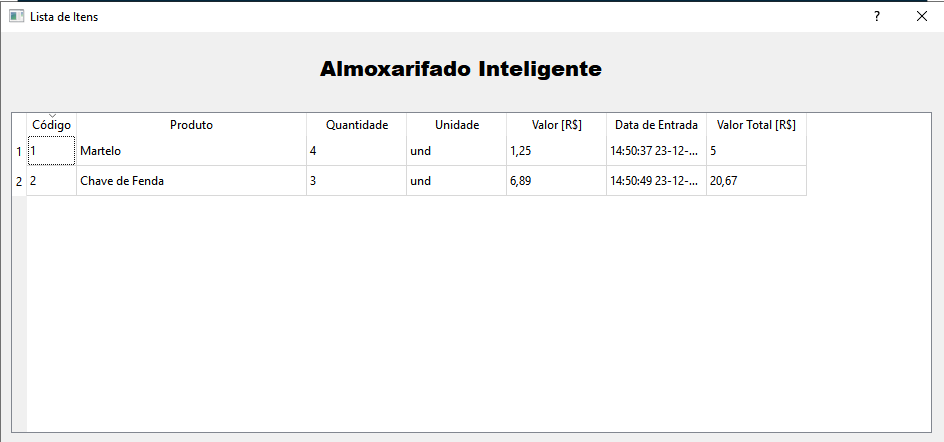 Lista de Itens ?
Almoxarifado Inteligente
Código Produto Quantidade Unidade Valor [R$] Data de Entrada Valor Total [R$]
1 1 Martelo 4 und 1,25 14:50:37 23-12-... 5
2 2 Chave de Fenda 3 und 6,89 14:50:49 23-12-... 20,67